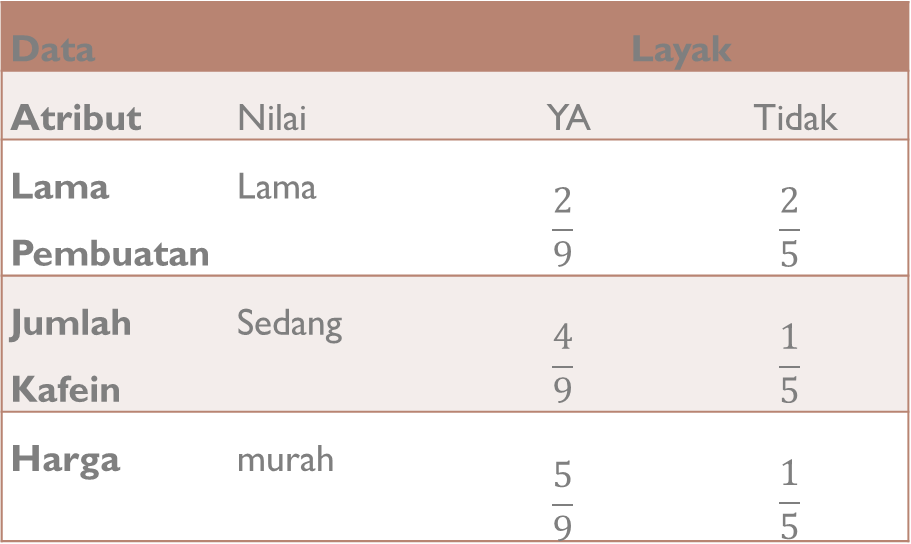 Data Layak
Atribut Nilai YA Tidak
Lama Lama 2/9 2/5
Pembuatan
Jumlah Sedang 4/9 1/5
Kafein
Harga murah 5/9 1/5